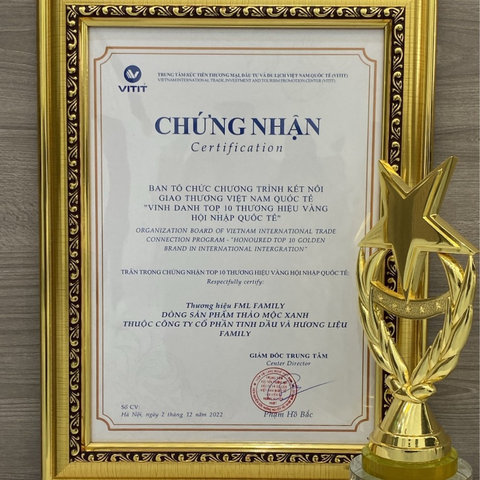 VITIT
TRUNG TÂM XÚC TIẾN THƯƠNG MẠI, ĐẦU TƯ VÀ DU LỊCH VIỆT NAM QUỐC TẾ (VITIT)
VIETNAM INTERNATIONAL TRADE, INVESTMENT AND TOURISM PROMOTION CENTER (VITIT)
CHỨNG NHẬN
Certification
BAN TỔ CHỨC CHƯƠNG TRÌNH KẾT NỐI
GIAO THƯƠNG VIỆT NAM QUỐC TẾ
"VINH DANH TOP 10 THƯƠNG HIỆU VÀNG
HỘI NHẬP QUỐC TẾ"
ORGANIZATION BOARD OF VIETNAM INTERNATIONAL TRADE
CONNECTION PROGRAM - "HONOURED TOP 10 GOLDEN
BRAND IN INTERNATIONAL INTERGRATION"
TRÂN TRỌNG CHỨNG NHẬN TOP 10 THƯƠNG HIỆU VÀNG HỘI NHẬP QUỐC TẾ:
Respectfully certify:
Thương hiệu FML FAMILY
DÒNG SẢN PHẨM THẢO MỘC XANH
THUỘC CÔNG TY CỔ PHẦN TINH DẦU VÀ HƯƠNG LIỆU
FAMILY
GIÁM ĐỐC TRUNG TÂM
Center Director
Số CV:
Hà Nội, ngày 2 tháng 12 năm 2022
Phạm Hồ Bắc